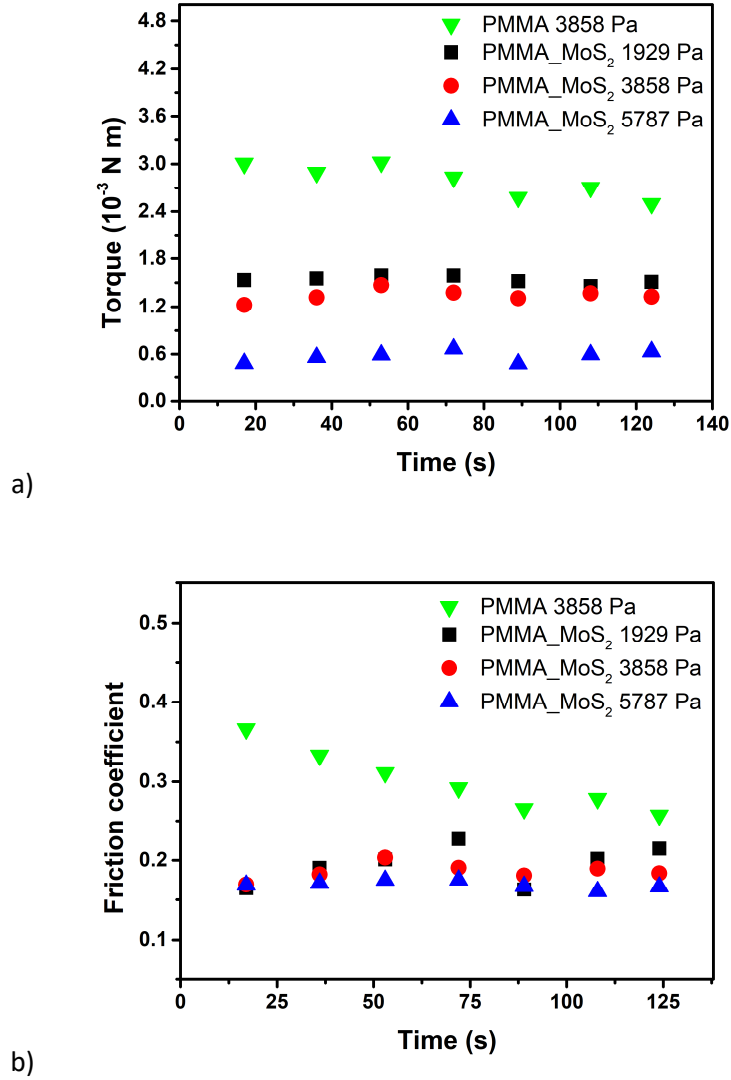 PMMA 3858 Pa
PMMA_MoS₂ 1929 Pa
PMMA_MoS₂ 3858 Pa
PMMA_MoS₂ 5787 Pa
4.8
4.2
3.6
3.0
2.4
1.8
1.2
0.6
0.0
Torque (10⁻³ N m)
0 20 40 60 80 100 120 140
Time (s)
a)
PMMA 3858 Pa
PMMA_MoS₂ 1929 Pa
PMMA_MoS₂ 3858 Pa
PMMA_MoS₂ 5787 Pa
0.5
0.4
0.3
0.2
0.1
Friction coefficient
0 25 50 75 100 125
Time (s)
b)